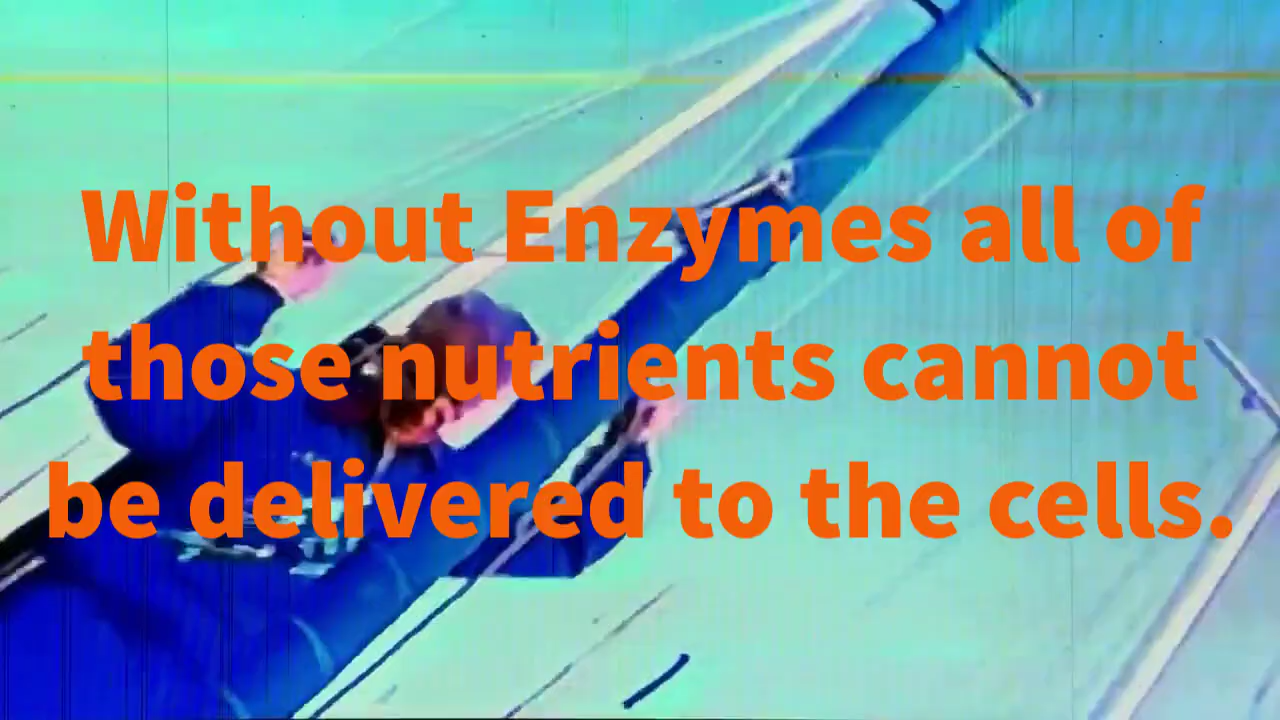 Without Enzymes all of
those nutrients cannot
be delivered to the cells.